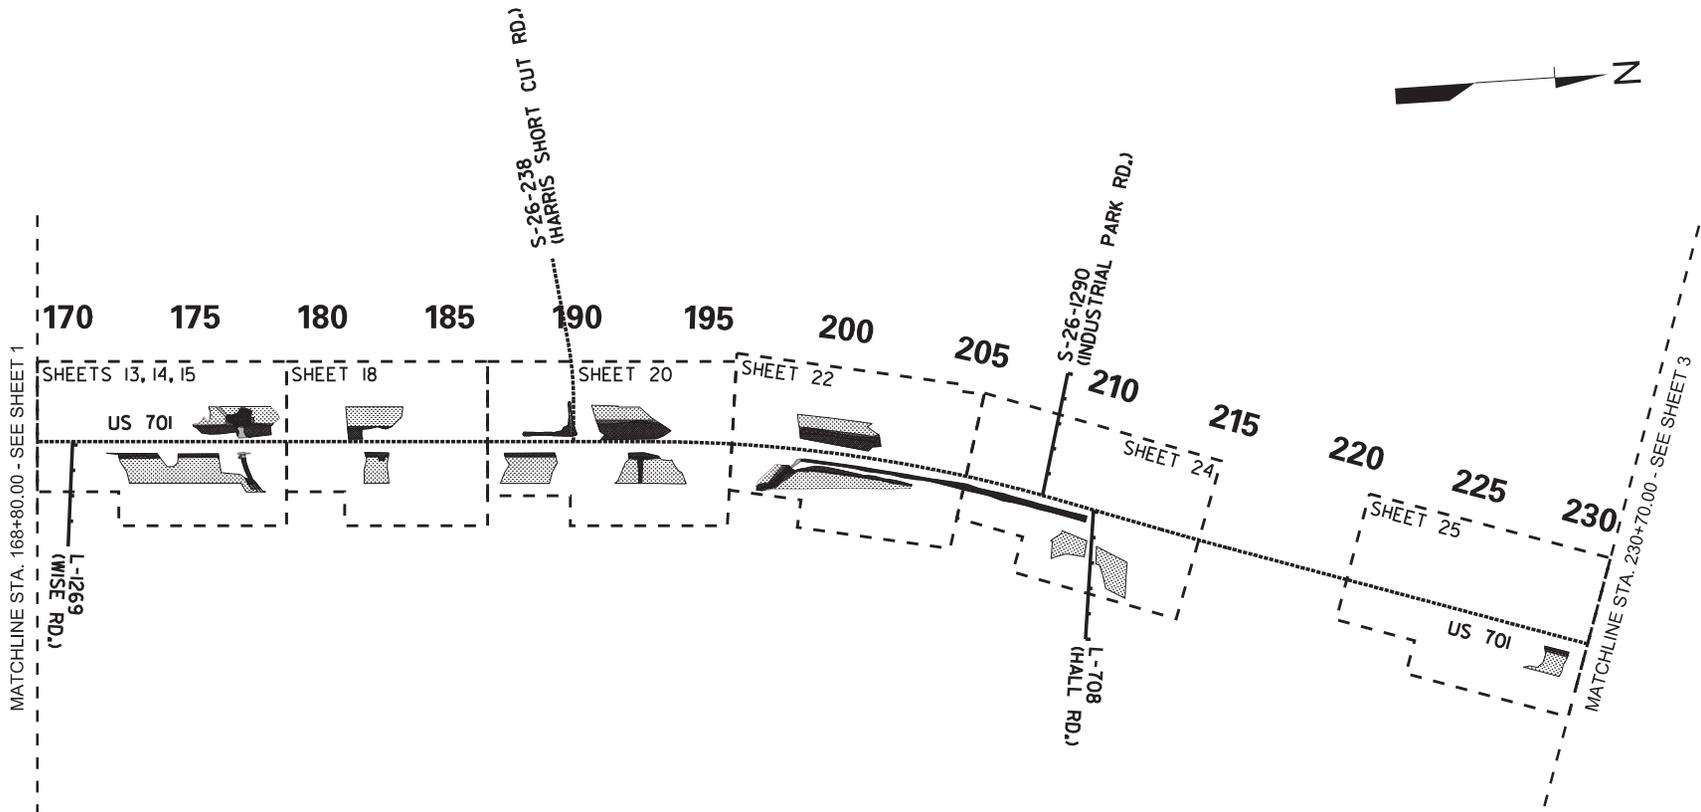 N
S-26-238
(HARRIS SHORT CUT RD.)
S-26-1290
(INDUSTRIAL PARK RD.)
170 175 180 185 190 195 200 205 210 215 220 225 230
SHEETS 13, 14, 15
SHEET 18
SHEET 20
SHEET 22
SHEET 24
SHEET 25
US 701
US 701
L-1269
(WISE RD.)
L-708
(HALL RD.)
MATCHLINE STA. 168+80.00 - SEE SHEET 1
MATCHLINE STA. 230+70.00 - SEE SHEET 3